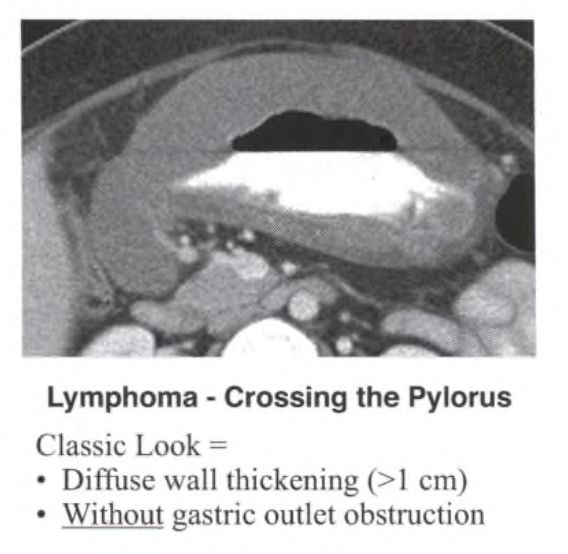 Lymphoma - Crossing the Pylorus
Classic Look =
• Diffuse wall thickening (>1 cm)
• Without gastric outlet obstruction